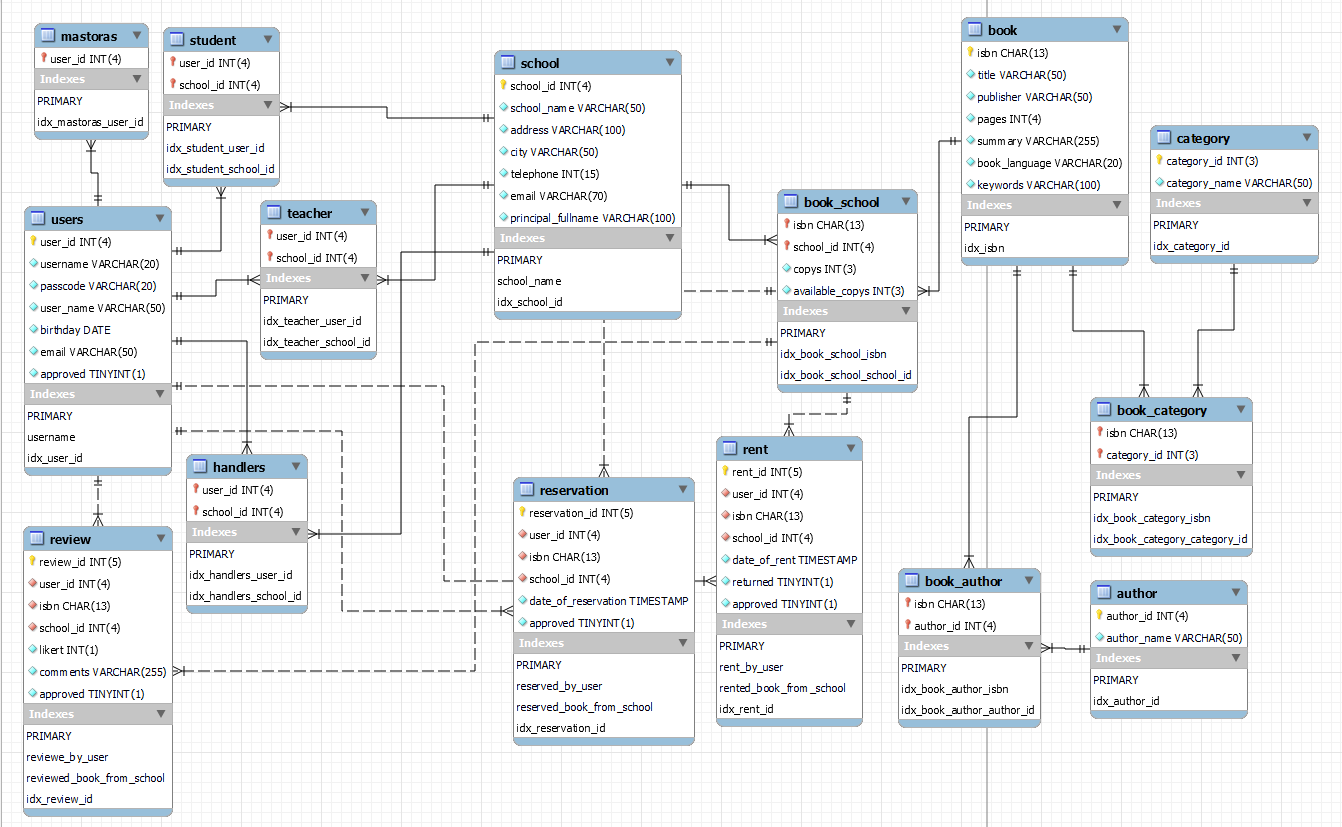 mastoras
user_id INT(4)
Indexes
PRIMARY
idx_mastoras_user_id
student
user_id INT(4)
school_id INT(4)
Indexes
PRIMARY
idx_student_user_id
idx_student_school_id
school
school_id INT(4)
school_name VARCHAR(50)
address VARCHAR(100)
city VARCHAR(50)
telephone INT(15)
email VARCHAR(70)
principal_fullname VARCHAR(100)
Indexes
PRIMARY
school_name
idx_school_id
book
isbn CHAR(13)
title VARCHAR(50)
publisher VARCHAR(50)
pages INT(4)
summary VARCHAR(255)
book_language VARCHAR(20)
keywords VARCHAR(100)
Indexes
PRIMARY
idx_isbn
category
category_id INT(3)
category_name VARCHAR(50)
Indexes
PRIMARY
idx_category_id
users
user_id INT(4)
username VARCHAR(20)
passcode VARCHAR(20)
user_name VARCHAR(50)
birthday DATE
email VARCHAR(50)
approved TINYINT(1)
Indexes
PRIMARY
username
idx_user_id
teacher
user_id INT(4)
school_id INT(4)
Indexes
PRIMARY
idx_teacher_user_id
idx_teacher_school_id
book_school
isbn CHAR(13)
school_id INT(4)
copys INT(3)
available_copys INT(3)
Indexes
PRIMARY
idx_book_school_isbn
idx_book_school_school_id
handlers
user_id INT(4)
school_id INT(4)
Indexes
PRIMARY
idx_handlers_user_id
idx_handlers_school_id
reservation
reservation_id INT(5)
user_id INT(4)
isbn CHAR(13)
school_id INT(4)
date_of_reservation TIMESTAMP
approved TINYINT(1)
Indexes
PRIMARY
reserved_by_user
reserved_book_from_school
idx_reservation_id
rent
rent_id INT(5)
user_id INT(4)
isbn CHAR(13)
school_id INT(4)
date_of_rent TIMESTAMP
returned TINYINT(1)
approved TINYINT(1)
Indexes
PRIMARY
rent_by_user
rented_book_from_school
idx_rent_id
book_category
isbn CHAR(13)
category_id INT(3)
Indexes
PRIMARY
idx_book_category_isbn
idx_book_category_category_id
review
review_id INT(5)
user_id INT(4)
isbn CHAR(13)
school_id INT(4)
likert INT(1)
comments VARCHAR(255)
approved TINYINT(1)
Indexes
PRIMARY
reviewe_by_user
reviewed_book_from_school
idx_review_id
book_author
isbn CHAR(13)
author_id INT(4)
Indexes
PRIMARY
idx_book_author_isbn
idx_book_author_author_id
author
author_id INT(4)
author_name VARCHAR(50)
Indexes
PRIMARY
idx_author_id